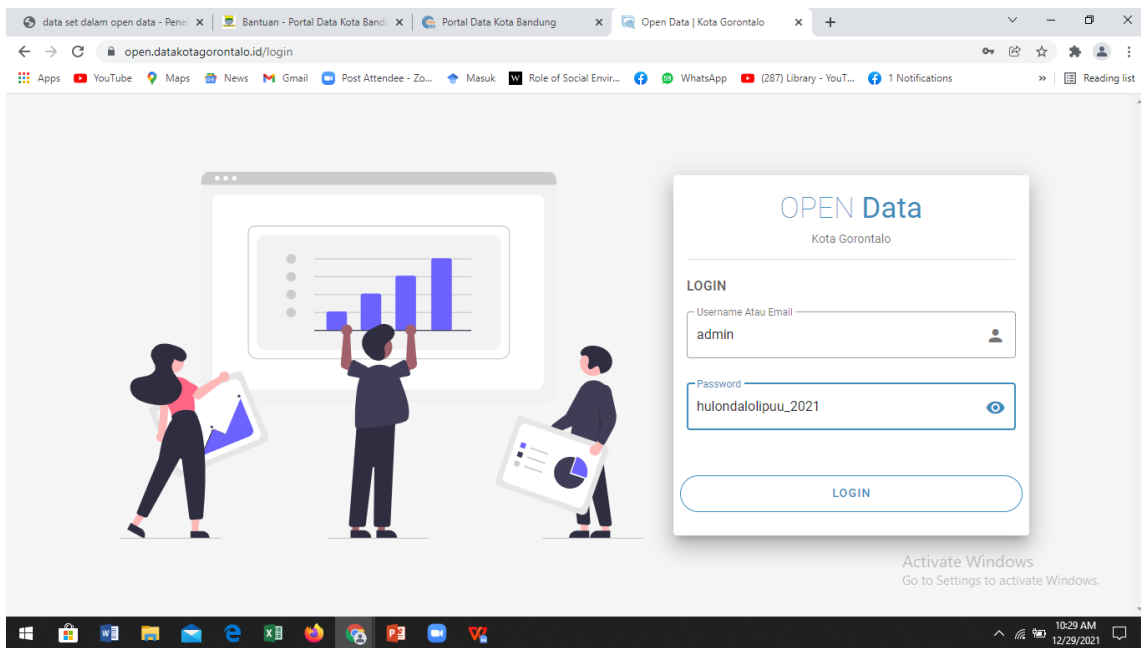 data set dalam open data - Pene
Bantuan - Portal Data Kota Band
Portal Data Kota Bandung
Open Data | Kota Gorontalo
open.datakotagorontalo.id/login
Apps YouTube Maps News Gmail Post Attendee - Zo... Masuk W Role of Social Envir... 59 WhatsApp (287) Library - YouT... 1 Notifications » Reading list
OPEN Data
Kota Gorontalo
LOGIN
Username Atau Email
admin
Password
hulondalolipuu_2021
LOGIN
Activate Windows
Go to Settings to activate Windows.
10:29 AM
12/29/2021